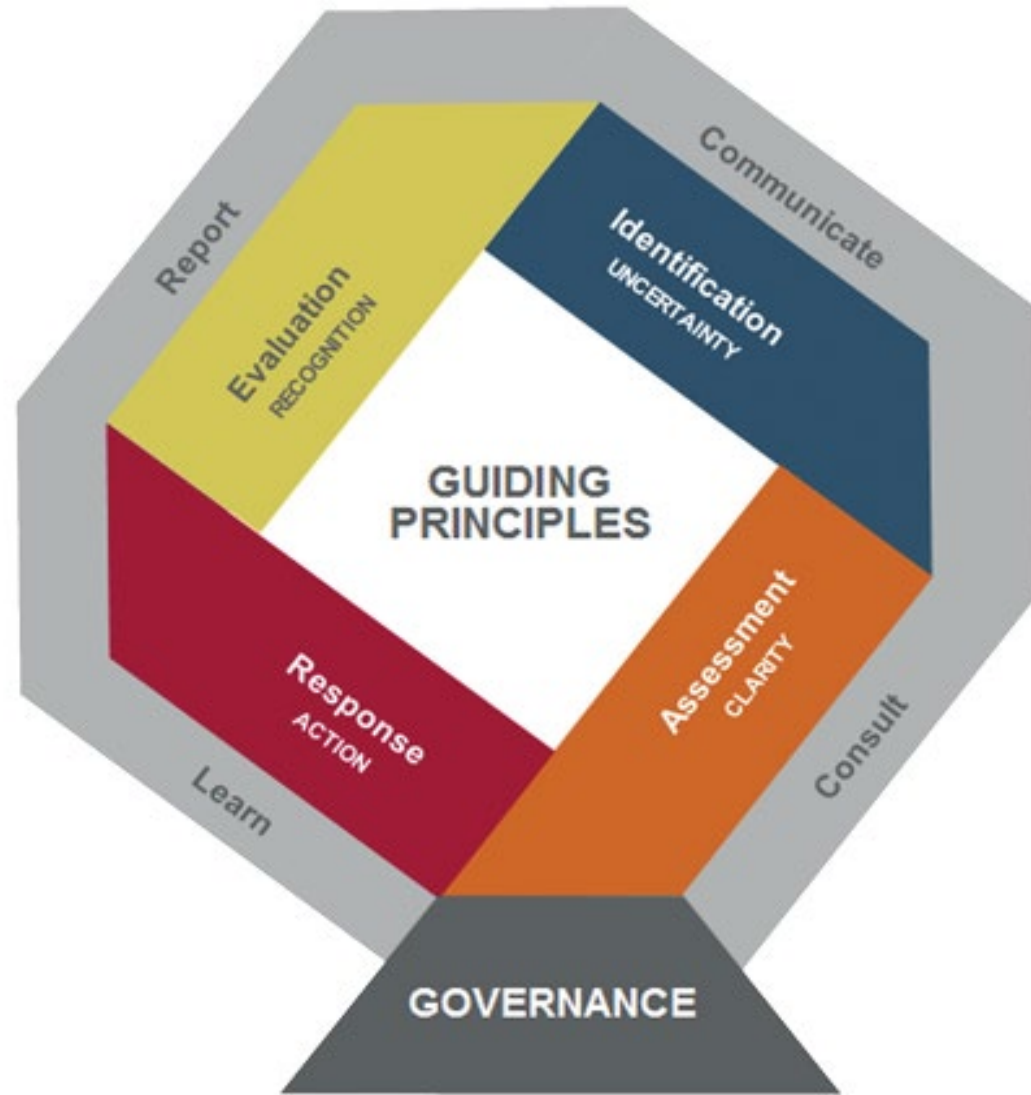 Communicate
Report
Identification
UNCERTAINTY
Evaluation
RECOGNITION
GUIDING
PRINCIPLES
Assessment
CLARITY
Response
ACTION
Consult
Learn
GOVERNANCE